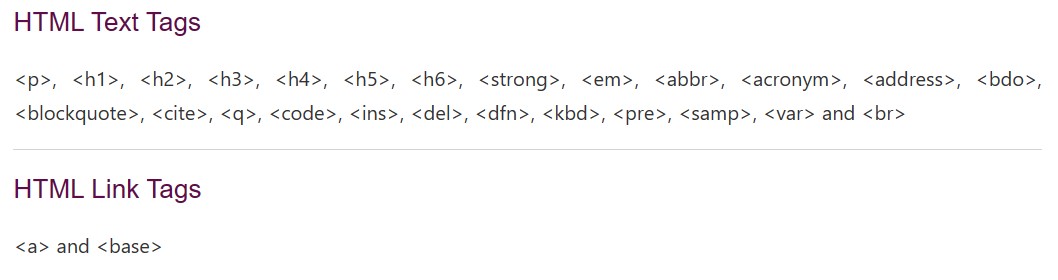 HTML Text Tags
<p>, <h1>, <h2>, <h3>, <h4>, <h5>, <h6>, <strong>, <em>, <abbr>, <acronym>, <address>, <bdo>,
<blockquote>, <cite>, <q>, <code>, <ins>, <del>, <dfn>, <kbd>, <pre>, <samp>, <var> and <br>
HTML Link Tags
<a> and <base>